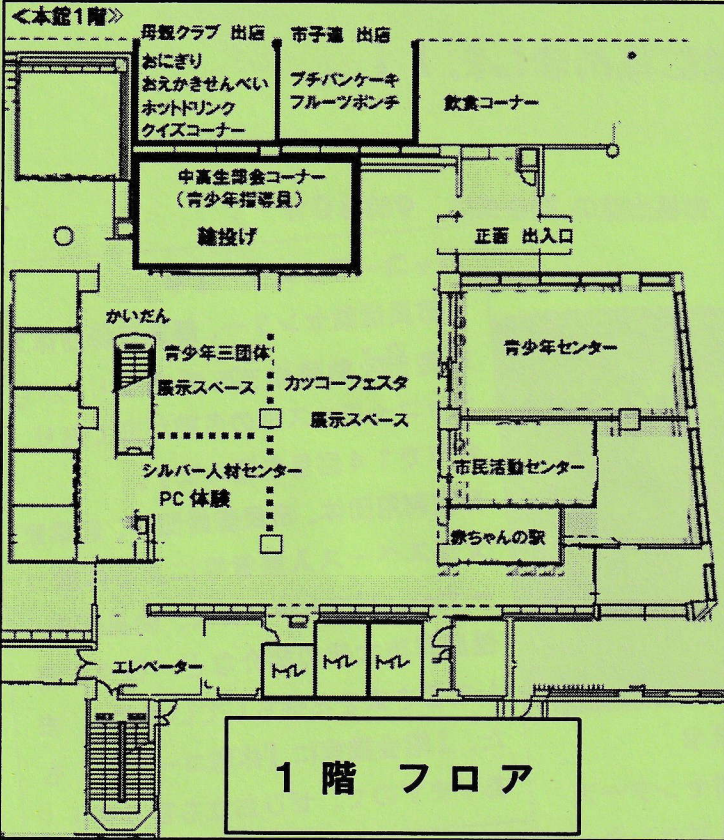 ≪本館1階≫
母親クラブ 出店
おにぎり
おえかきせんべい
ホットドリンク
クイズコーナー
市子連 出店
プチパンケーキ
フルーツポンチ
飲食コーナー
中高生部会コーナー
(青少年指導員)
輪投げ
正面 出入口
かいだん
青少年三団体
展示スペース
カッコーフェスタ
展示スペース
青少年センター
シルバー人材センター
PC 体験
市民活動センター
赤ちゃんの駅
エレベーター
トイレ
トイレ
トイレ
1階 フロア